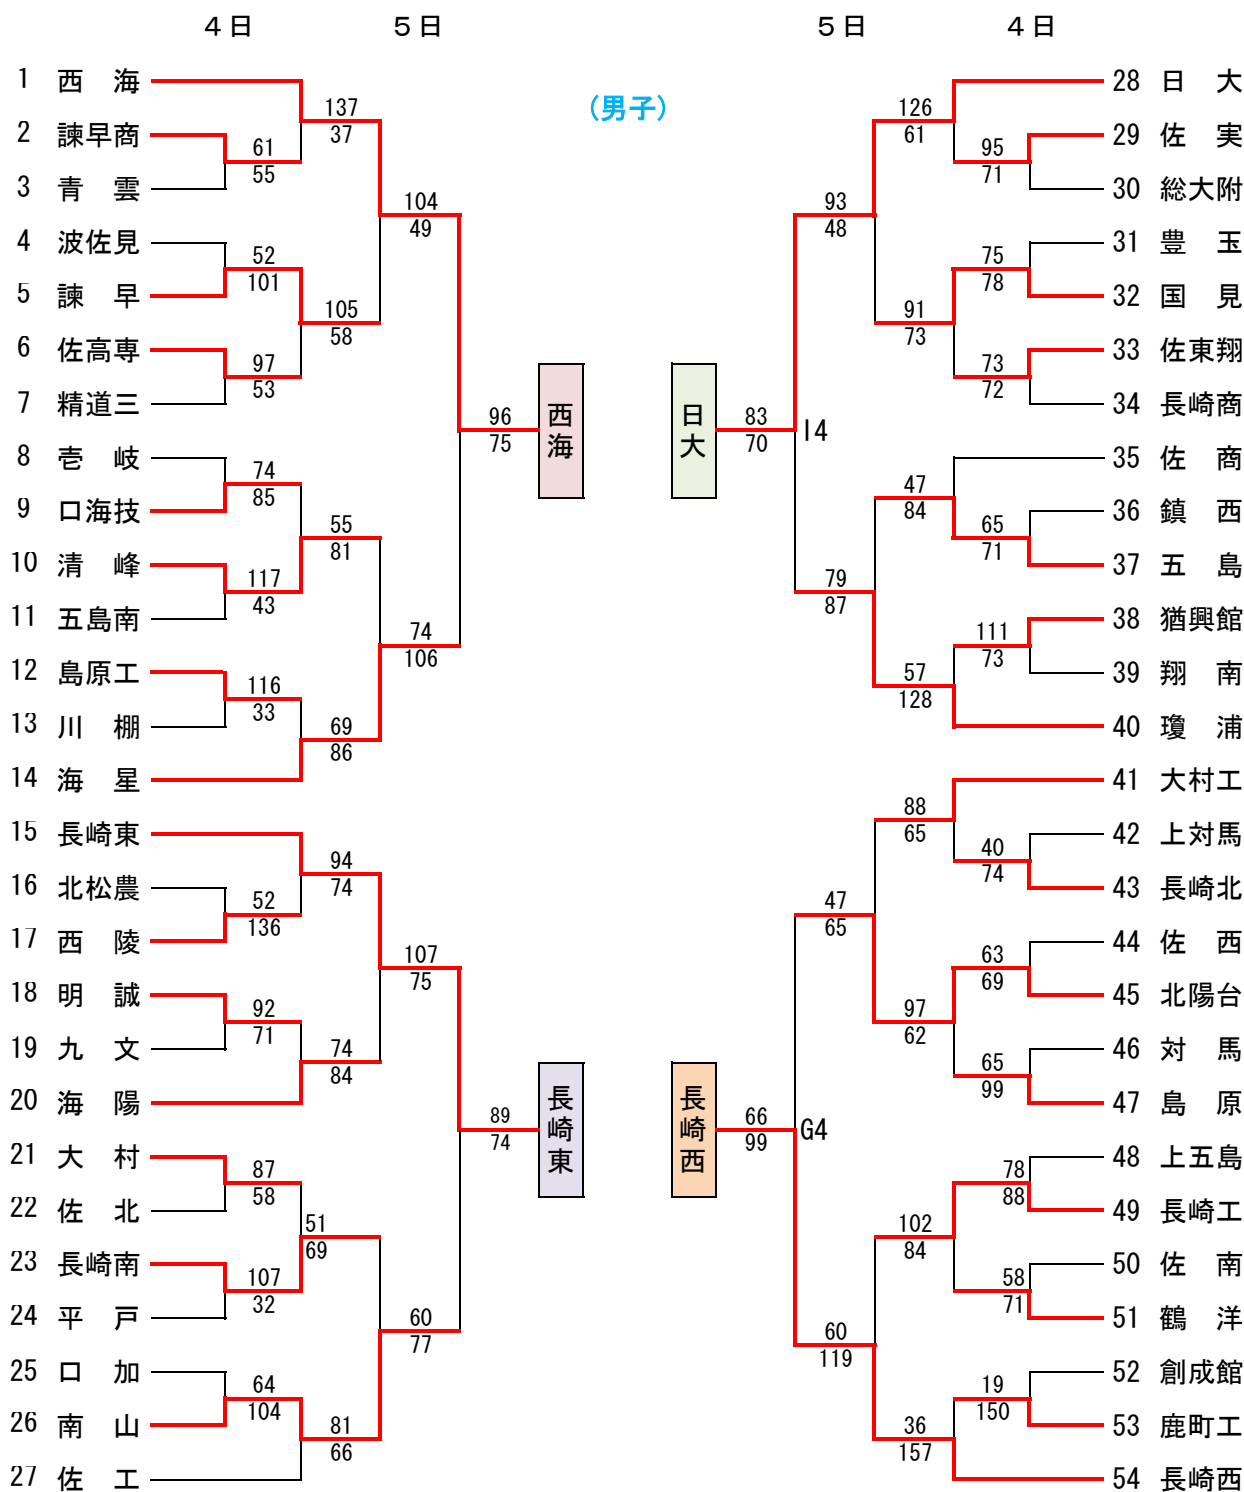 ４日　５日　５日　４日
（男子）
1 西　海
2 諫早商
3 青　雲
4 波佐見
5 諫　早
6 佐高専
7 精道三
8 壱　岐
9 口海技
10 清　峰
11 五島南
12 島原工
13 川　棚
14 海　星
15 長崎東
16 北松農
17 西　陵
18 明　誠
19 九　文
20 海　陽
21 大　村
22 佐　北
23 長崎南
24 平　戸
25 口　加
26 南　山
27 佐　工
61
55
52
101
97
53
74
85
117
43
116
33
52
136
92
71
87
58
107
32
64
104
137
37
105
58
55
81
69
86
94
74
74
84
51
69
81
66
104
49
74
106
107
75
60
77
96
75
89
74
西海
長崎東
日大
長崎西
83
70
I4
66
99
G4
93
48
79
87
47
65
60
119
126
61
91
73
47
84
57
128
88
65
97
62
102
84
36
157
95
71
75
78
73
72
65
71
111
73
40
74
63
69
65
99
78
88
58
71
19
150
28 日　大
29 佐　実
30 総大附
31 豊　玉
32 国　見
33 佐東翔
34 長崎商
35 佐　商
36 鎮　西
37 五　島
38 猶興館
39 翔　南
40 瓊　浦
41 大村工
42 上対馬
43 長崎北
44 佐　西
45 北陽台
46 対　馬
47 島　原
48 上五島
49 長崎工
50 佐　南
51 鶴　洋
52 創成館
53 鹿町工
54 長崎西